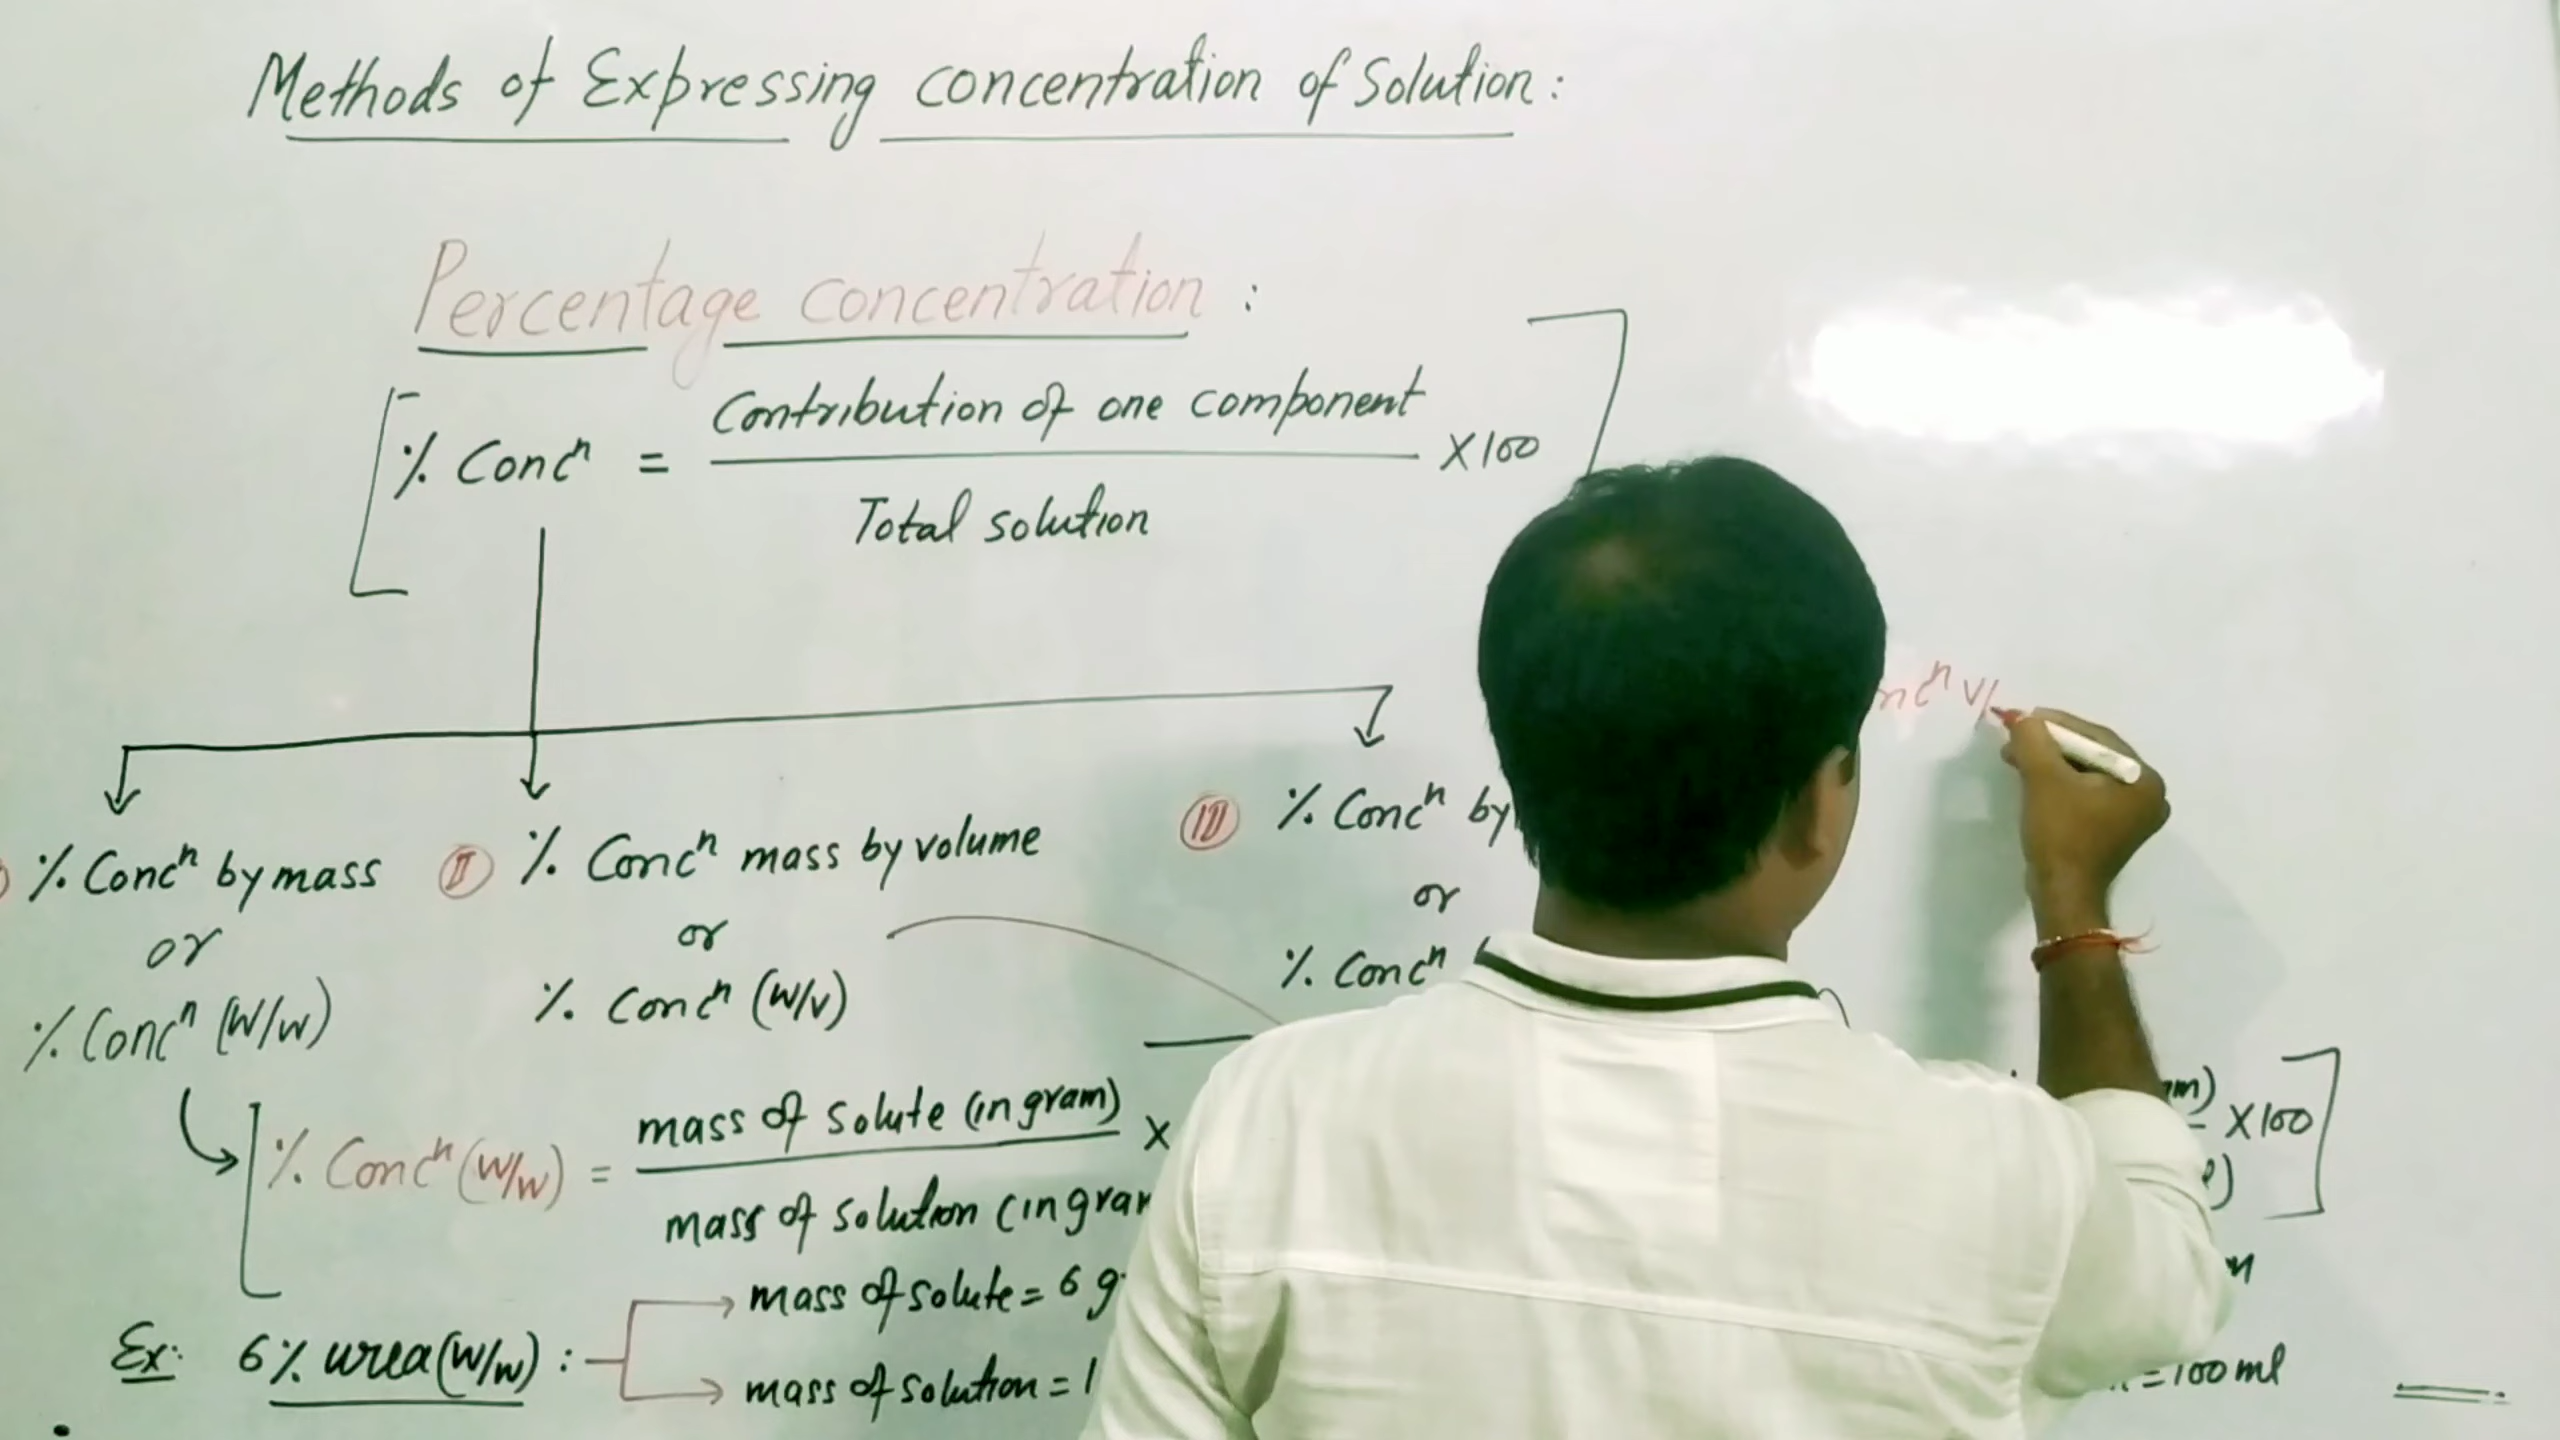 Methods of Expressing concentration of Solution:
Percentage concentration :
% Concⁿ = Contribution of one component / Total solution X100
% Concⁿ by mass
or
% Concⁿ (W/w)
II % Concⁿ mass by volume
or
% Concⁿ (W/v)
III % Concⁿ by
or
% Concⁿ
ncⁿ v/
% Concⁿ (W/w) = mass of solute (in gram) / mass of solution (in gram X
m) X100
Ex: 6% urea (W/w) :
mass of solute = 6 g
mass of solution = 1
= 100 ml